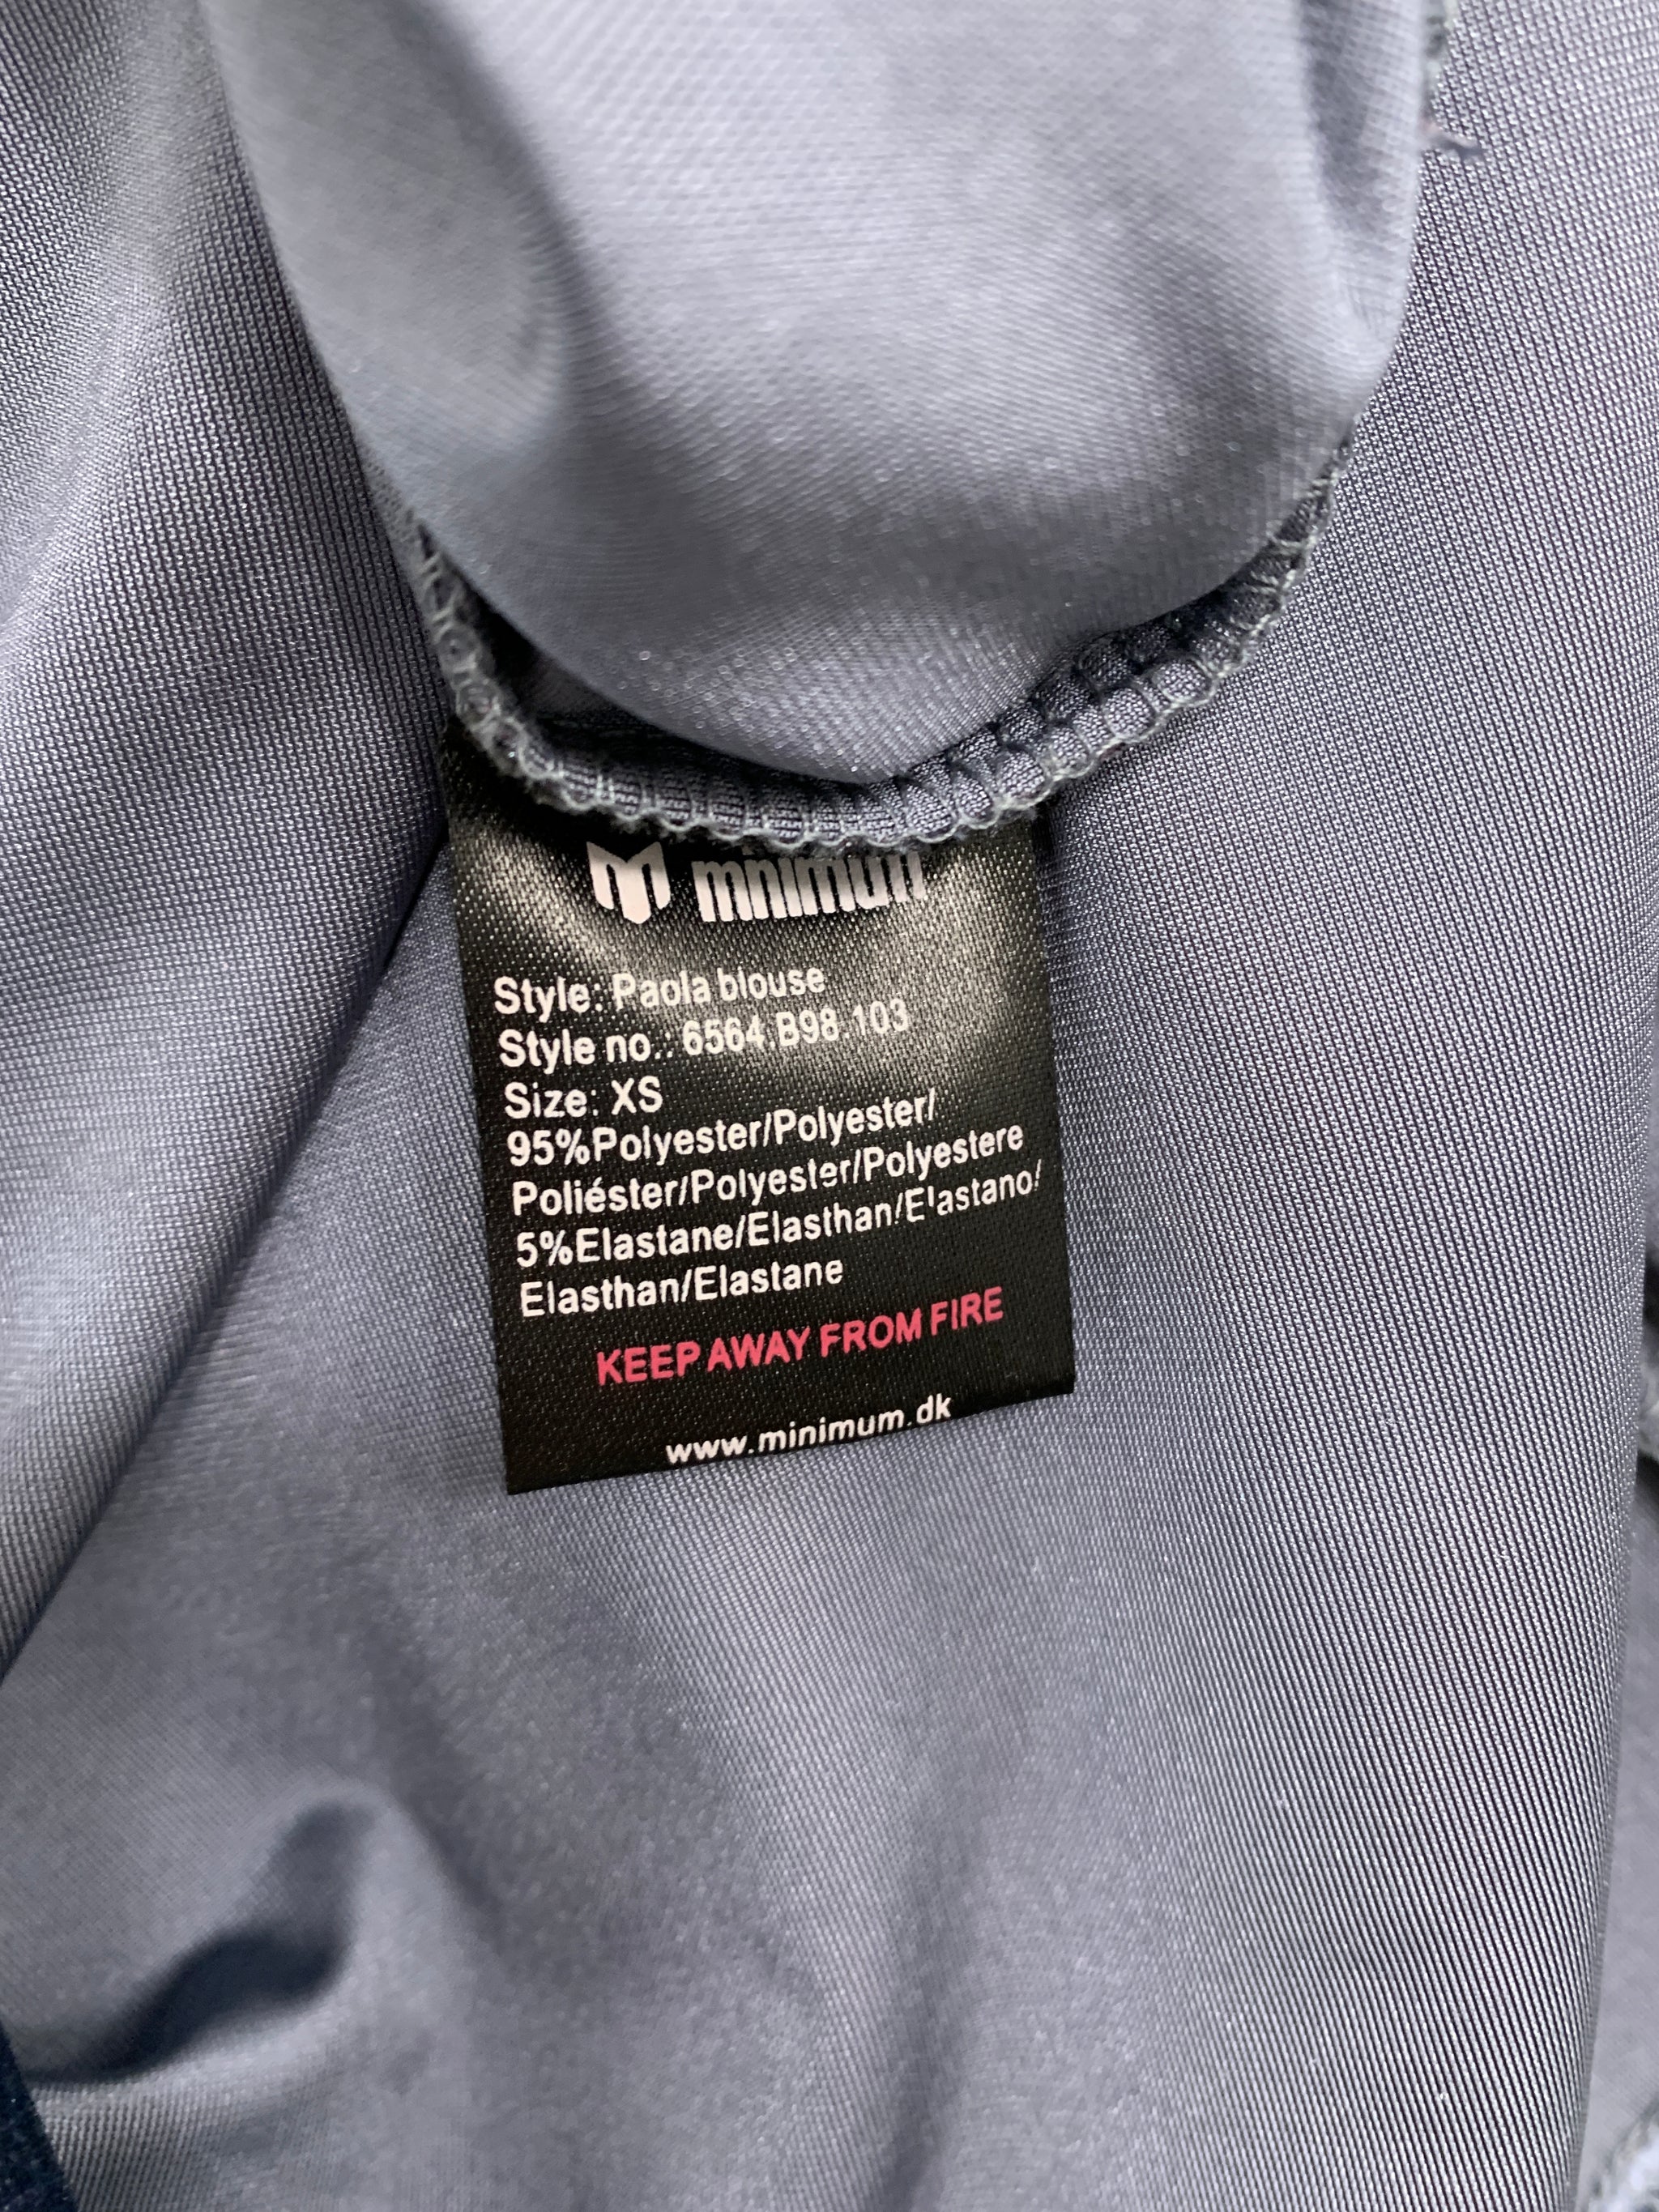 minimum
Style: Paola blouse
Style no.: 6564.B98.103
Size: XS
95%Polyester/Polyester/
Poliéster/Polyester/Polyestere
5%Elastane/Elasthan/Elastano/
Elasthan/Elastane
KEEP AWAY FROM FIRE
www.minimum.dk